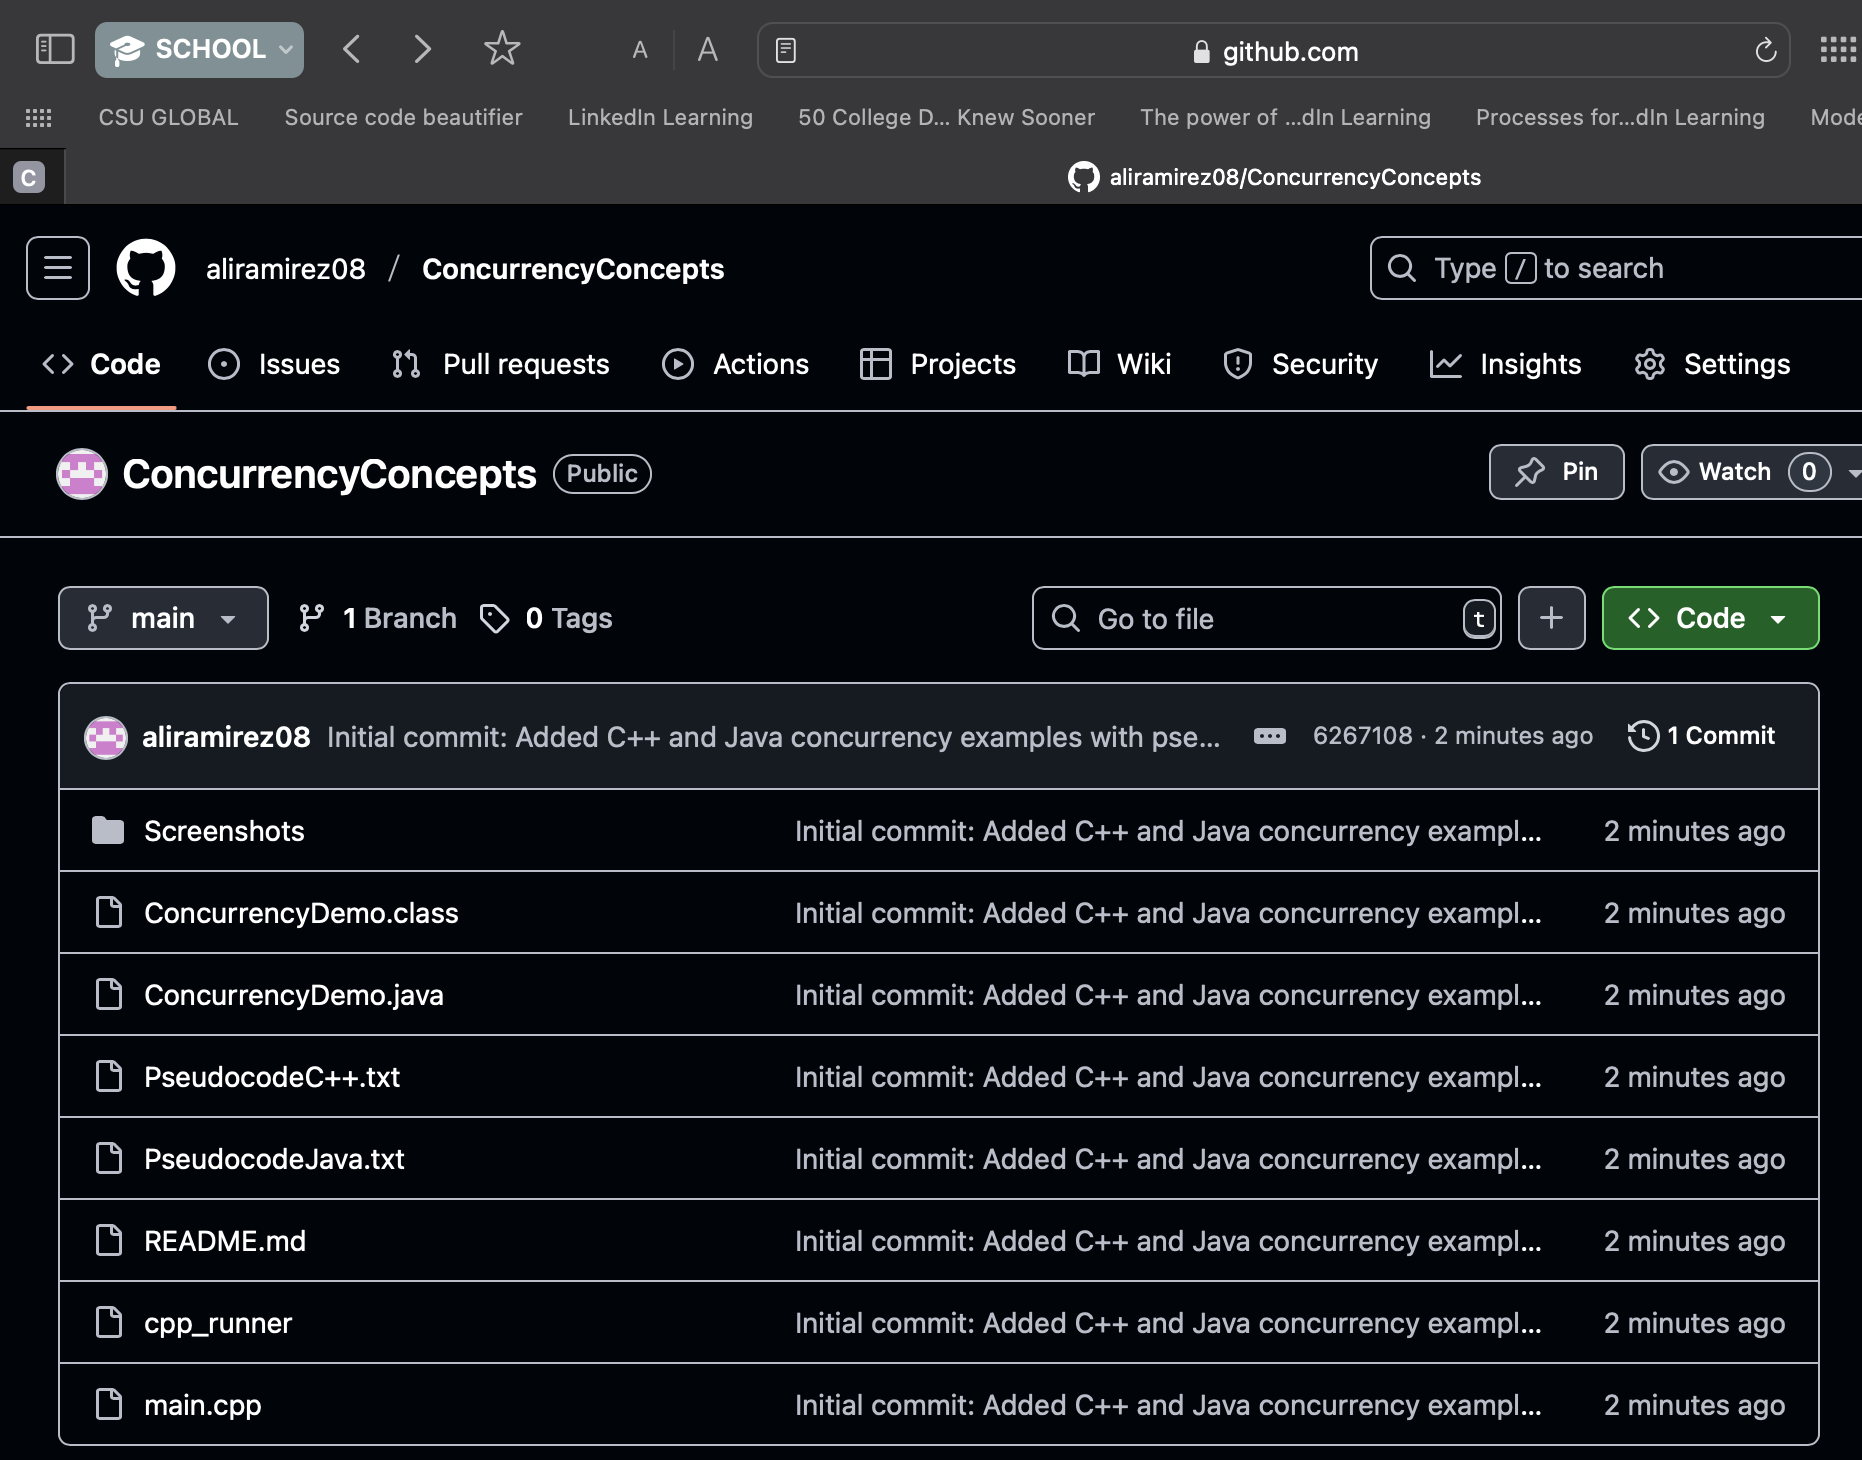 SCHOOL A A github.com
CSU GLOBAL Source code beautifier LinkedIn Learning 50 College D... Knew Sooner The power of ...dIn Learning Processes for...dIn Learning Mode
C aliramirez08/ConcurrencyConcepts
aliramirez08 / ConcurrencyConcepts Type / to search
Code Issues Pull requests Actions Projects Wiki Security Insights Settings
ConcurrencyConcepts Public Pin Watch 0
main 1 Branch 0 Tags Go to file t + Code
aliramirez08 Initial commit: Added C++ and Java concurrency examples with pse... 6267108 · 2 minutes ago 1 Commit
Screenshots Initial commit: Added C++ and Java concurrency exampl... 2 minutes ago
ConcurrencyDemo.class Initial commit: Added C++ and Java concurrency exampl... 2 minutes ago
ConcurrencyDemo.java Initial commit: Added C++ and Java concurrency exampl... 2 minutes ago
PseudocodeC++.txt Initial commit: Added C++ and Java concurrency exampl... 2 minutes ago
PseudocodeJava.txt Initial commit: Added C++ and Java concurrency exampl... 2 minutes ago
README.md Initial commit: Added C++ and Java concurrency exampl... 2 minutes ago
cpp_runner Initial commit: Added C++ and Java concurrency exampl... 2 minutes ago
main.cpp Initial commit: Added C++ and Java concurrency exampl... 2 minutes ago